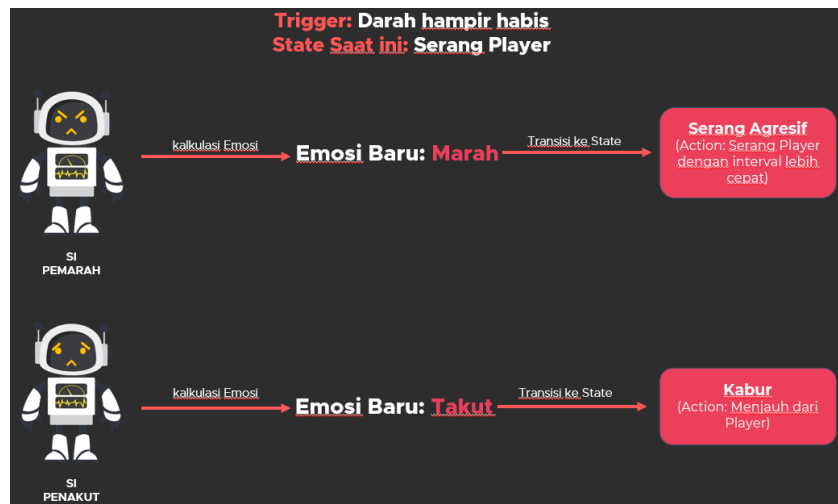 Trigger: Darah hampir habis
State Saat ini: Serang Player
kalkulasi Emosi
Emosi Baru: Marah
Transisi ke State
Serang Agresif
(Action: Serang Player
dengan interval lebih
cepat)
SI
PEMARAH
kalkulasi Emosi
Emosi Baru: Takut
Transisi ke State
Kabur
(Action: Menjauh dari
Player)
SI
PENAKUT